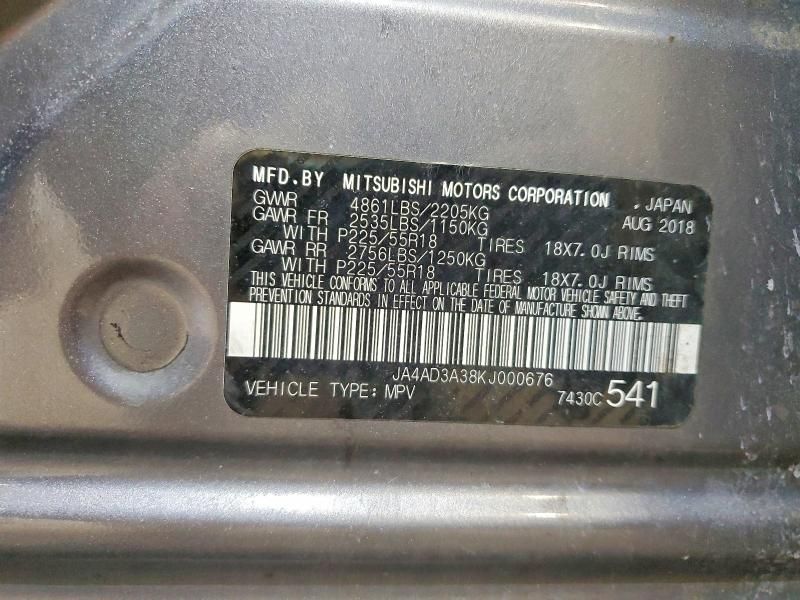 MFD.BY MITSUBISHI MOTORS CORPORATION , JAPAN
GVWR 4861LBS/2205KG AUG 2018
GAWR FR 2535LBS/1150KG
WITH P225/55R18 TIRES 18X7.0J RIMS
GAWR RR 2756LBS/1250KG
WITH P225/55R18 TIRES 18X7.0J RIMS
THIS VEHICLE CONFORMS TO ALL APPLICABLE FEDERAL MOTOR VEHICLE SAFETY AND THEFT
PREVENTION STANDARDS IN EFFECT ON THE DATE OF MANUFACTURE SHOWN ABOVE.
JA4AD3A38KJ000676
VEHICLE TYPE: MPV 7430C 541